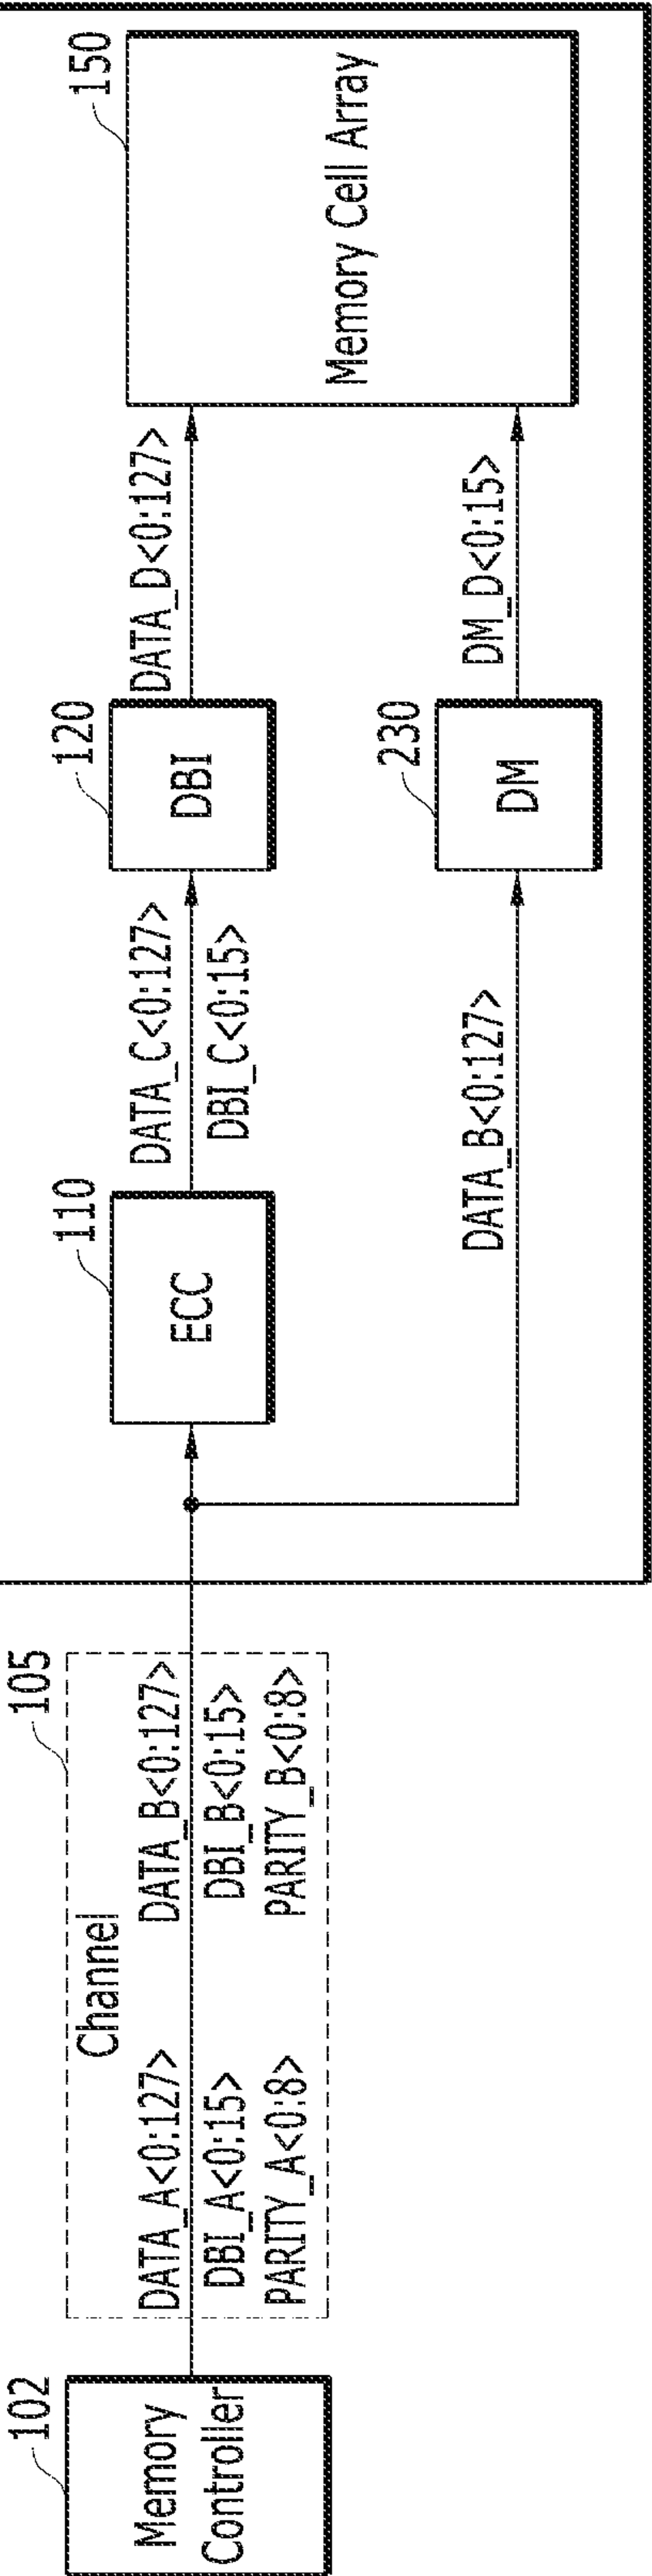 102
Memory
Controller
105
Channel
DATA_A<0:127>
DBI_A<0:15>
PARITY_A<0:8>
DATA_B<0:127>
DBI_B<0:15>
PARITY_B<0:8>
110
ECC
DATA_C<0:127>
DBI_C<0:15>
120
DBI
DATA_D<0:127>
DATA_B<0:127>
230
DM
DM_D<0:15>
150
Memory Cell Array